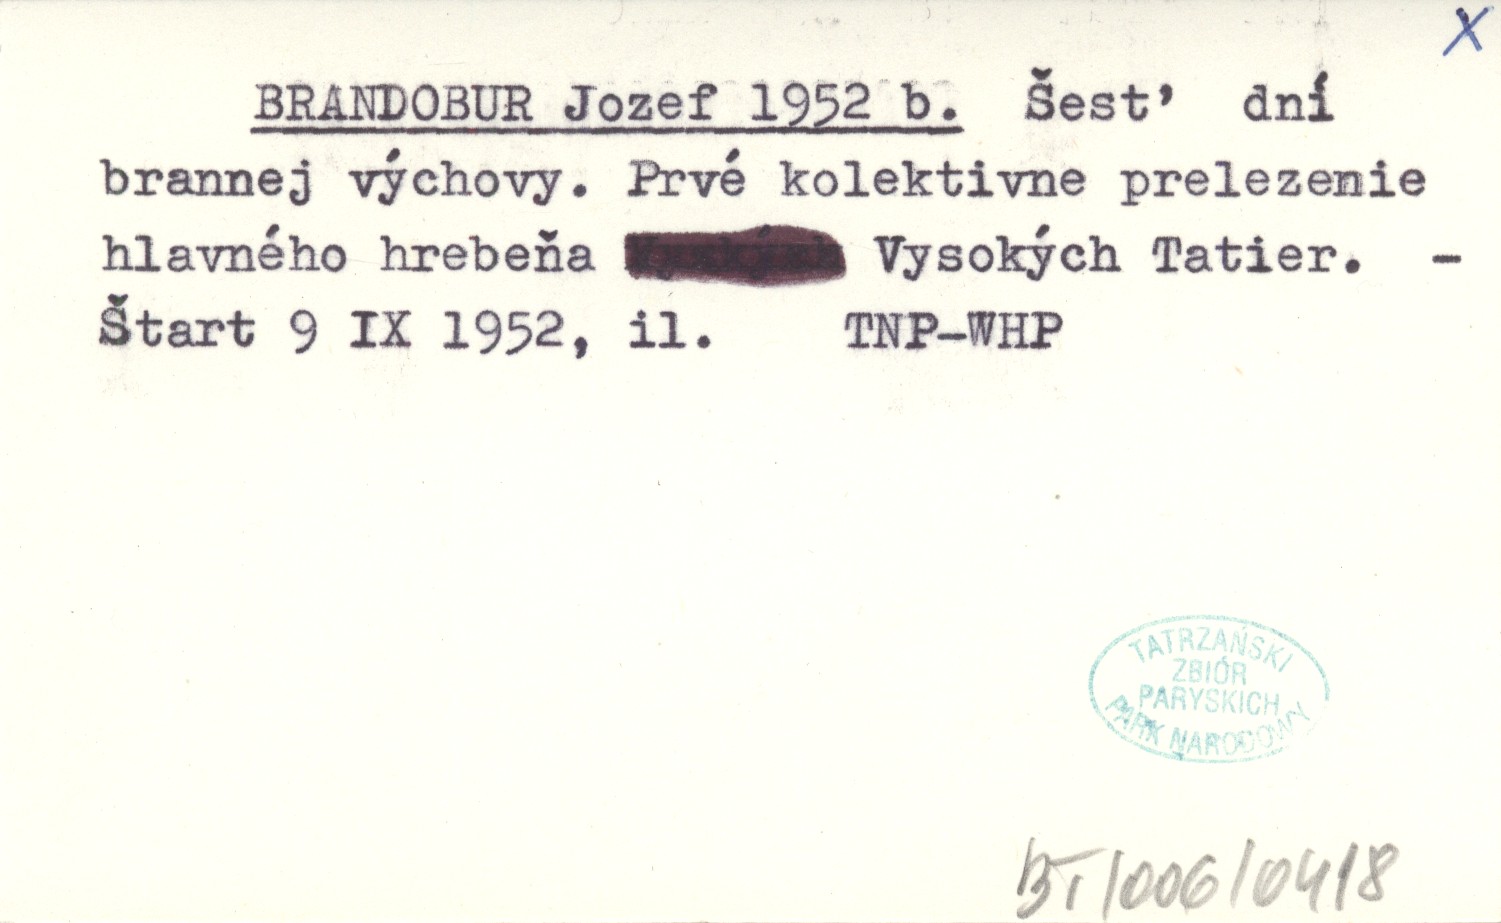 X
BRANDOBUR Jozef 1952 b. Šesť dní
brannej výchovy. Prvé kolektivne prelezenie
hlavného hrebeňa Vysokých Tatier. -
Štart 9 IX 1952, il. TNP-WHP
TATRZAŃSKI
ZBIÓR
PARYSKICH
PARK NARODOWY
BT/006/0418